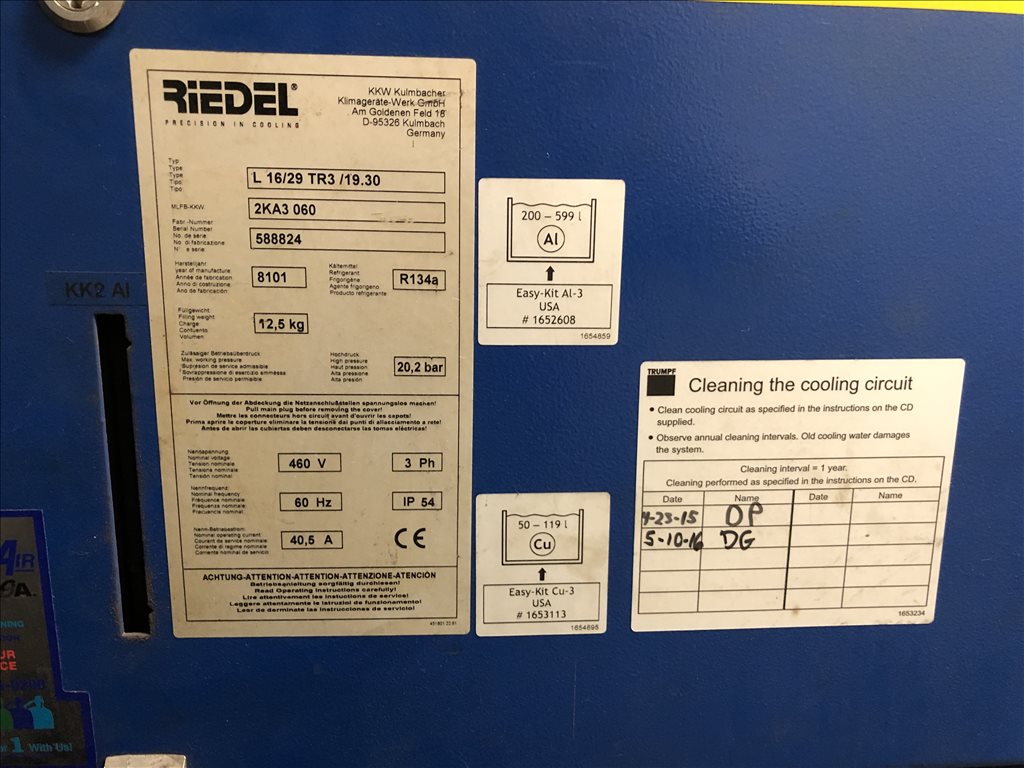 RIEDEL®
PRECISION IN COOLING
KKW Kulmbacher
Klimageräte-Werk GmbH
Am Goldenen Feld 18
D-95326 Kulmbach
Germany
Typ
Type
Type
Tipo
Tipo
L 16/29 TR3 /19.30
MLFB-KKW.
2KA3 060
Fabr.-Nummer
Serial Number
No. de série
No. di fabricazione
N° e serie
588824
Herstelljahr
year of manufacture
Année de fabrication
Anno di costruzione
Ano de fabricación
8101
Kältemittel
Refrigerant
Frigorigène
Agente frigorigeno
Producto refrigerante
R134a
Füllgewicht
Filling weight
Charge
Contuento
Volumen
12,5 kg
Zulässiger Betriebsüberdruck
Max. working pressure
Supresion de service admissible
Sovrappressione di esercizio ammessa
Presión de servicio permisible
Hochdruck
High pressure
Haut pression
Alta pressione
Alta presión
20,2 bar
Vor Öffnung der Abdeckung die Netzanschlußstellen spannungslos machen!
Pull main plug before removing the cover!
Mettre les connecteurs hors circuit avant d'ouvrir les capots!
Prima aprire le coperture eliminare la tensione dai punti di allacciamento a rete!
Antes de abrir las cubiertas deben desconectarse las tomas eléctricas!
Nennspannung
Nominal voltage
Tension nominale
Tensione nominale
Tensión nominal
460 V
3 Ph
Nennfrequenz
Nominal frequency
Fréquence nominale
Frequenza nominale
Frecuencia nominal
60 Hz
IP 54
Nenn-Betriebsstrom
Nominal operating current
Courant de service nominale
Corrente di regime nominale
Corriente nominal de servicio
40,5 A
CE
ACHTUNG-ATTENTION-ATTENTION-ATTENZIONE-ATENCIÓN
Betriebsanleitung sorgfältig durchlesen!
Read Operating instructions carefully!
Lire attentivement les instuctions de service!
Leggere attentamente le istruzioni de funzionamento!
Leer de derminate las instrucciones de servicio!
KK2 Al
200 – 599 l
Al
Easy-Kit Al-3
USA
# 1652608
1654859
50 – 119 l
Cu
Easy-Kit Cu-3
USA
# 1653113
1654895
TRUMPF
Cleaning the cooling circuit
• Clean cooling circuit as specified in the instructions on the CD
supplied.
• Observe annual cleaning intervals. Old cooling water damages
the system.
Cleaning interval = 1 year.
Cleaning performed as specified in the instructions on the CD.
Date Name Date Name
4-23-15 DP
5-10-16 DG
1653234
AIR
1 With Us!